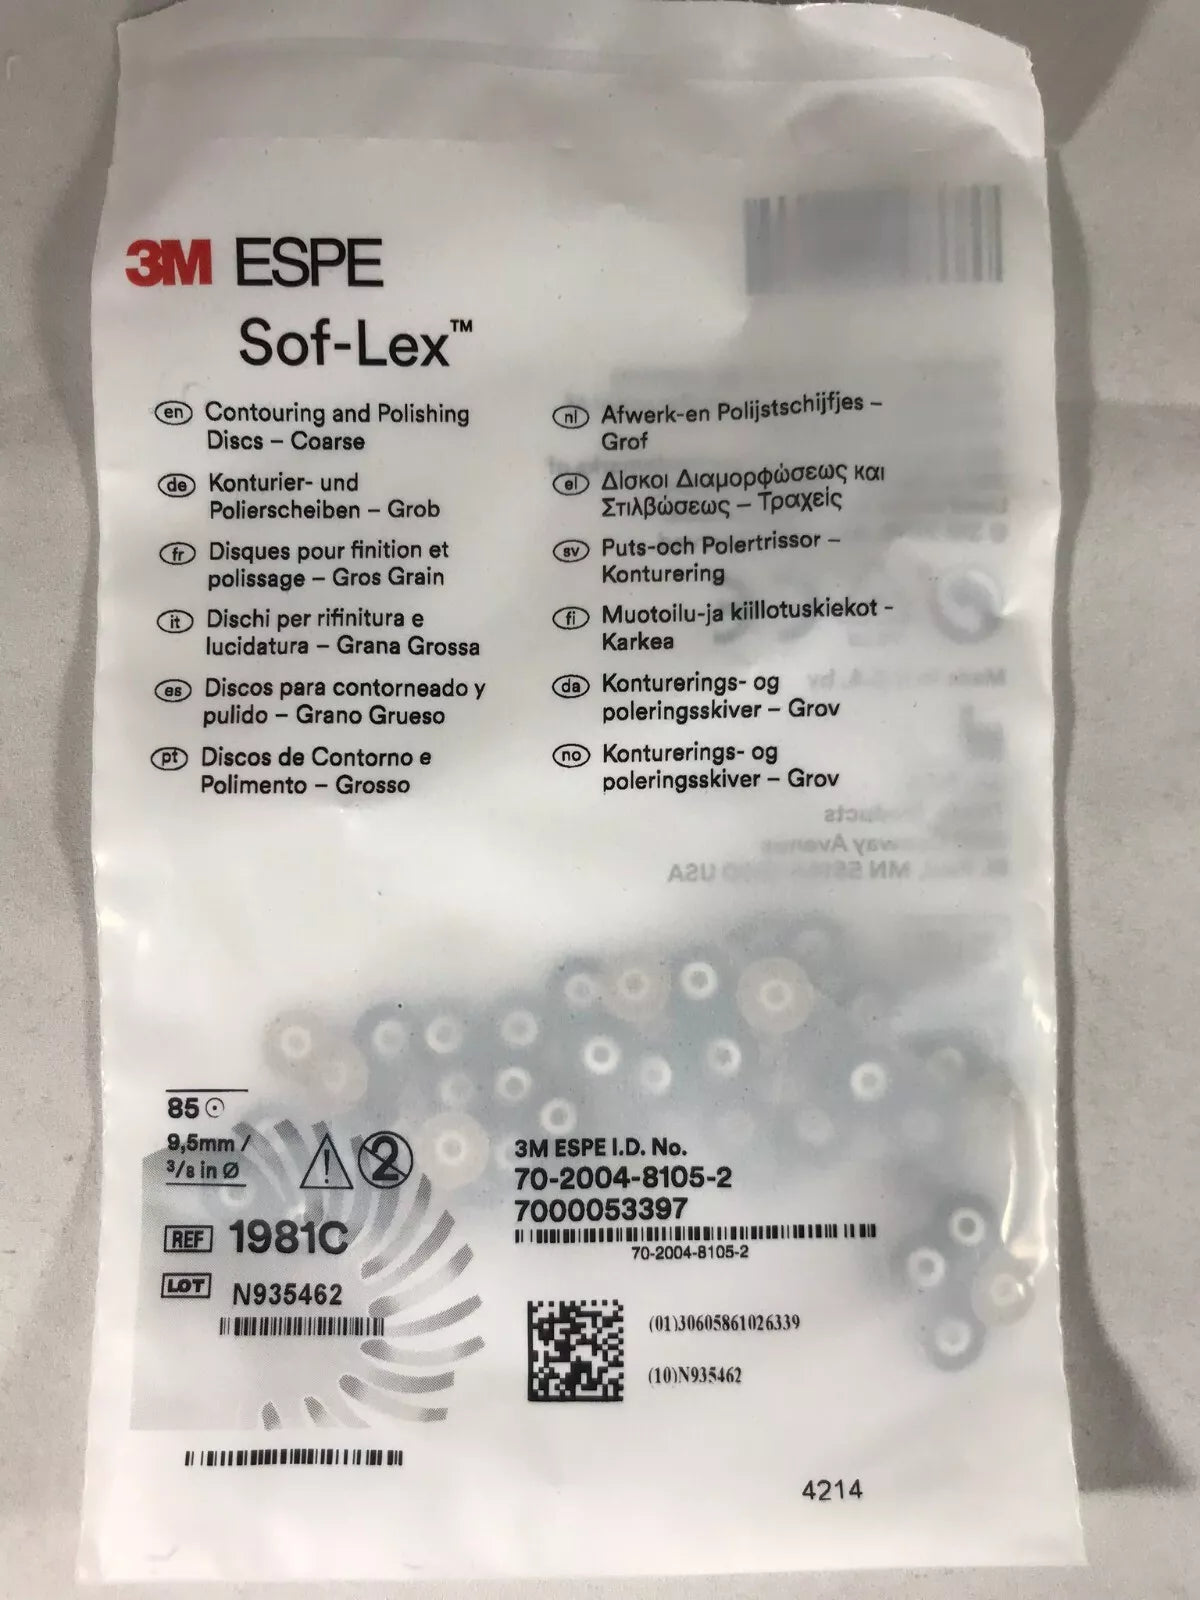 3M ESPE
Sof-Lex™
en Contouring and Polishing
Discs – Coarse
de Konturier- und
Polierscheiben – Grob
fr Disques pour finition et
polissage – Gros Grain
it Dischi per rifinitura e
lucidatura – Grana Grossa
es Discos para contorneado y
pulido – Grano Grueso
pt Discos de Contorno e
Polimento – Grosso
nl Afwerk-en Polijstschijfjes –
Grof
el Δίσκοι Διαμορφώσεως και
Στιλβώσεως – Τραχείς
sv Puts-och Polertrissor –
Konturering
fi Muotoilu-ja kiillotuskiekot -
Karkea
da Konturerings- og
poleringsskiver – Grov
no Konturerings- og
poleringsskiver – Grov
85
9,5mm /
3/8 in Ø
2
REF 1981C
LOT N935462
3M ESPE I.D. No.
70-2004-8105-2
7000053397
70-2004-8105-2
(01)30605861026339
(10)N935462
4214